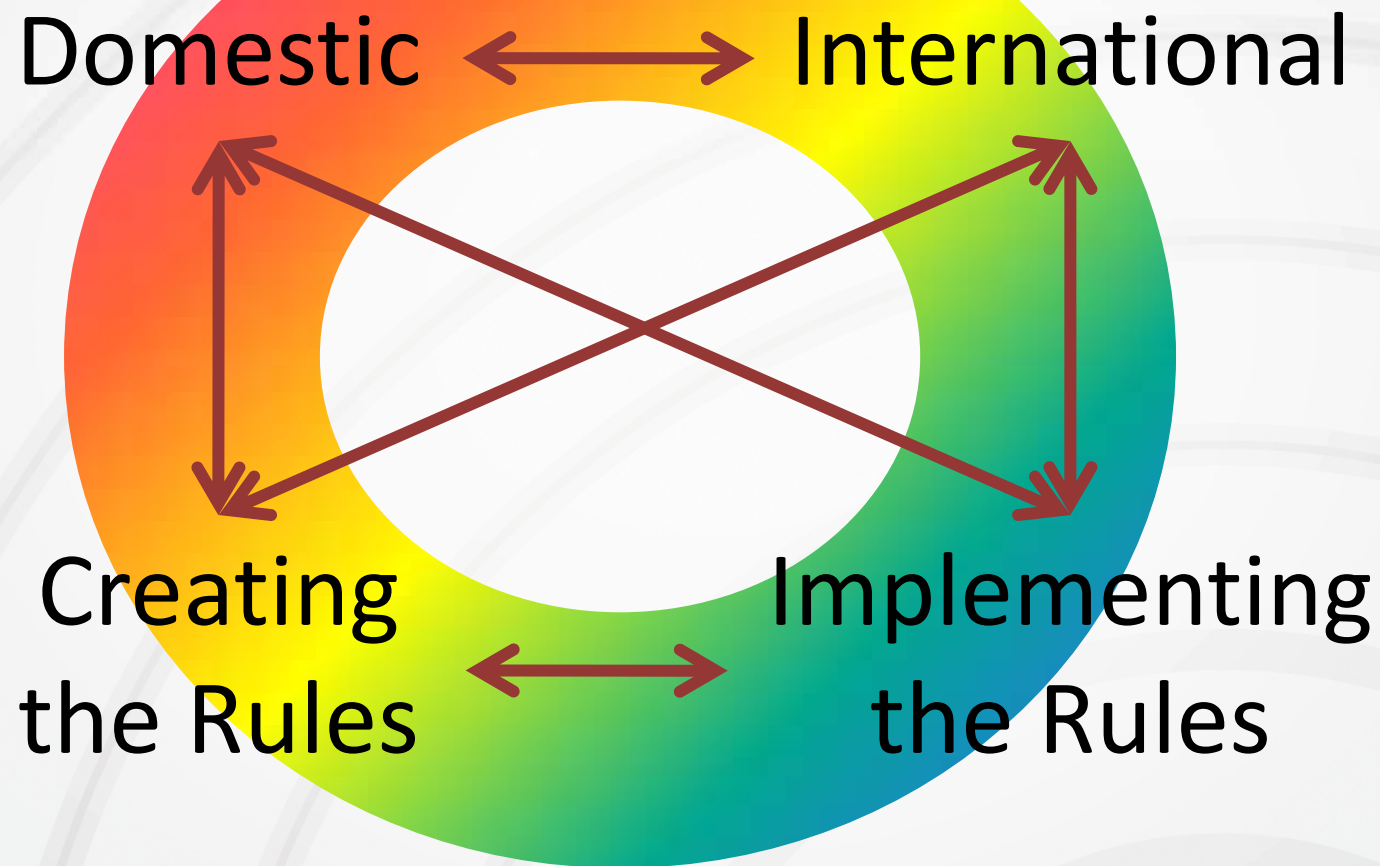 Domestic
International
Creating
the Rules
Implementing
the Rules